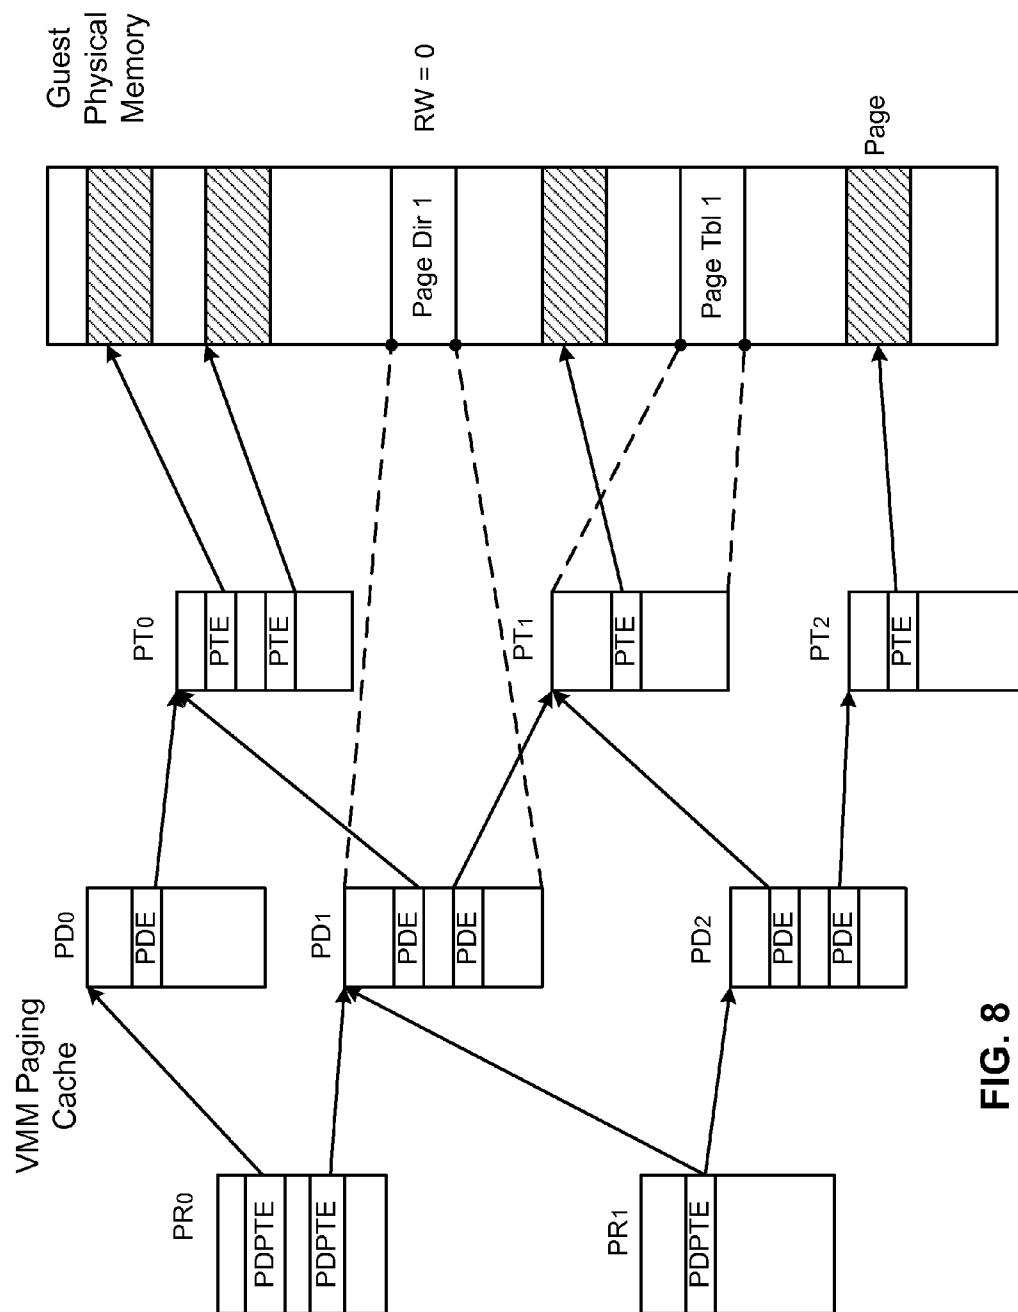 VMM Paging
Cache
PR0
PDPTE
PDPTE
PR1
PDPTE
PD0
PDE
PD1
PDE
PDE
PD2
PDE
PDE
PT0
PTE
PTE
PT1
PTE
PT2
PTE
Guest
Physical
Memory
Page Dir 1
RW = 0
Page Tbl 1
Page
FIG. 8